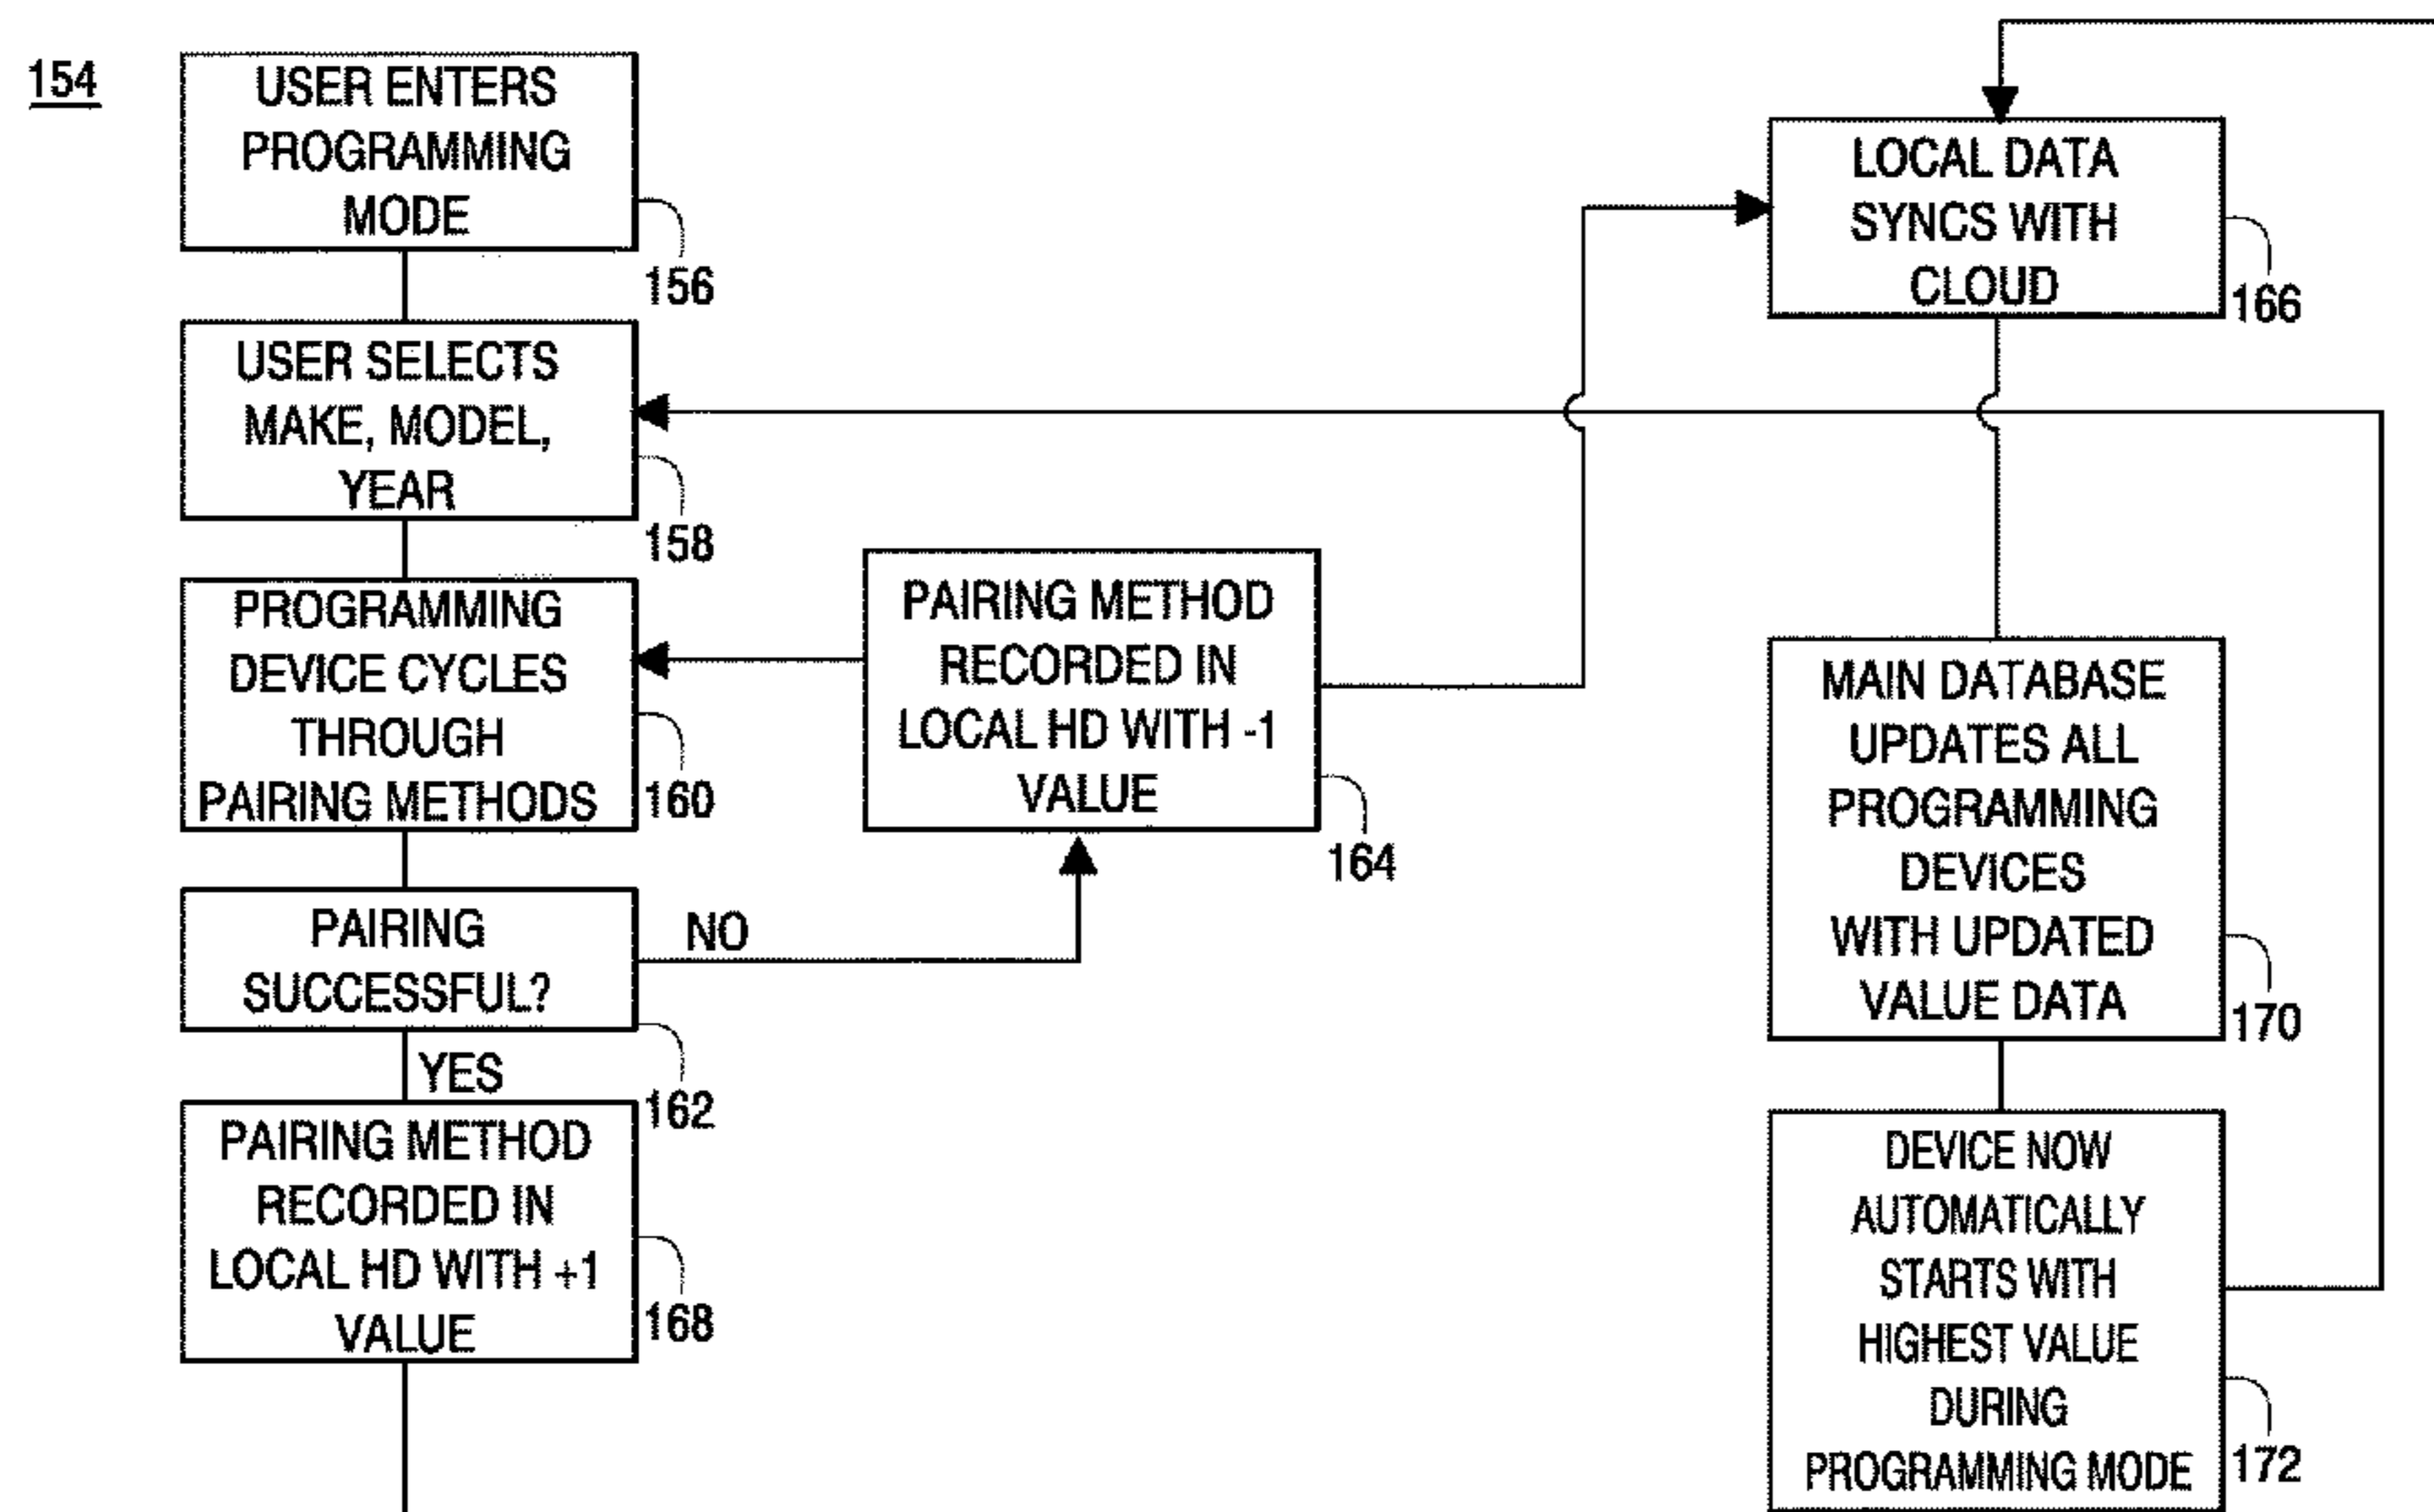 154
USER ENTERS
PROGRAMMING
MODE
156
USER SELECTS
MAKE, MODEL,
YEAR
158
PROGRAMMING
DEVICE CYCLES
THROUGH
PAIRING METHODS
160
PAIRING
SUCCESSFUL?
162
NO
YES
PAIRING METHOD
RECORDED IN
LOCAL HD WITH -1
VALUE
164
PAIRING METHOD
RECORDED IN
LOCAL HD WITH +1
VALUE
168
LOCAL DATA
SYNCS WITH
CLOUD
166
MAIN DATABASE
UPDATES ALL
PROGRAMMING
DEVICES
WITH UPDATED
VALUE DATA
170
DEVICE NOW
AUTOMATICALLY
STARTS WITH
HIGHEST VALUE
DURING
PROGRAMMING MODE
172